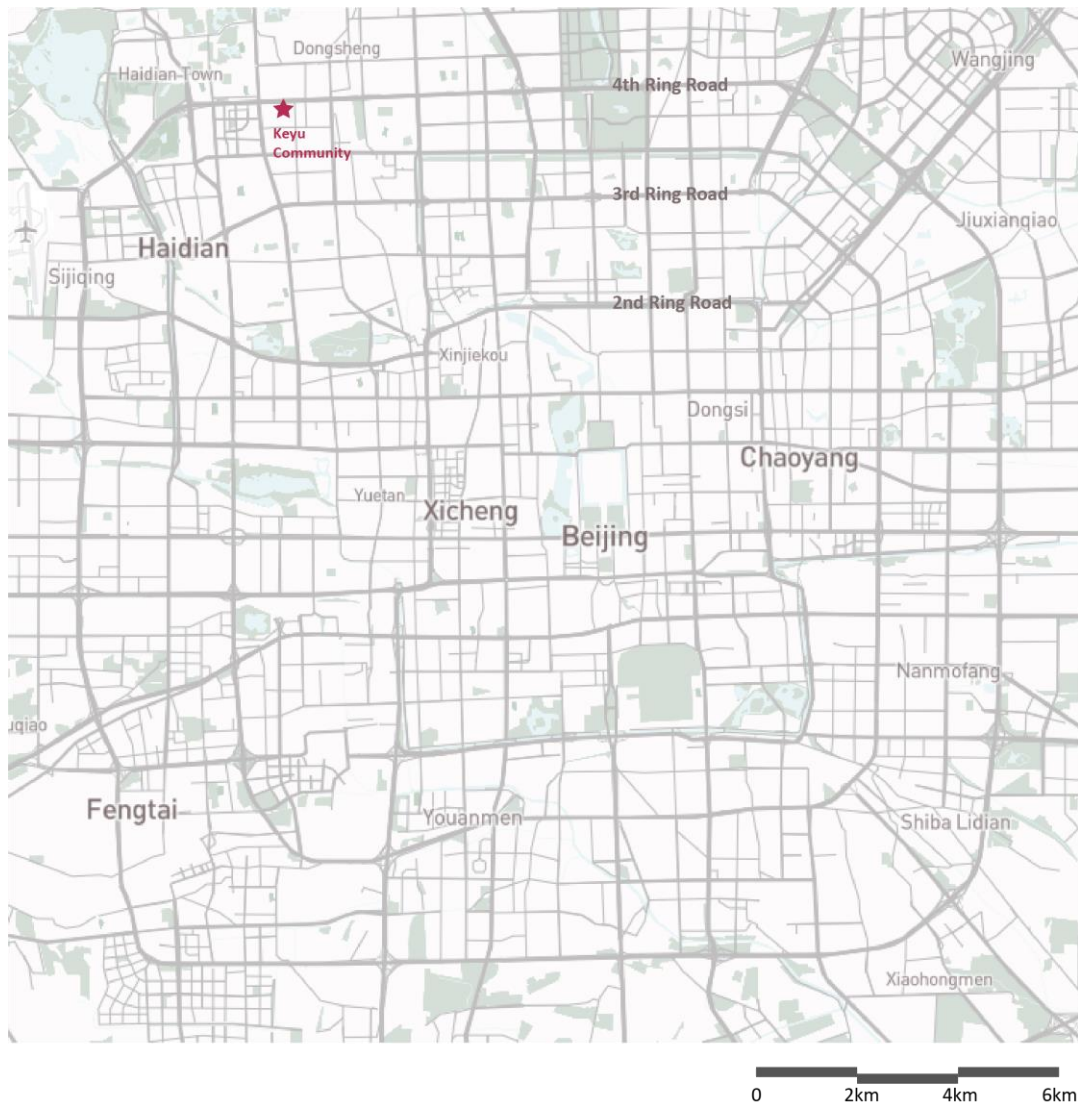 Dongsheng
Wangjing
Haidian Town
4th Ring Road
Keyu
Community
3rd Ring Road
Jiuxianqiao
Haidian
Sijiqing
2nd Ring Road
Xinjiekou
Dongsi
Chaoyang
Yuetan
Xicheng
Beijing
Nanmofang
uqiao
Fengtai
Youanmen
Shiba Lidian
Xiaohongmen
0
2km
4km
6km